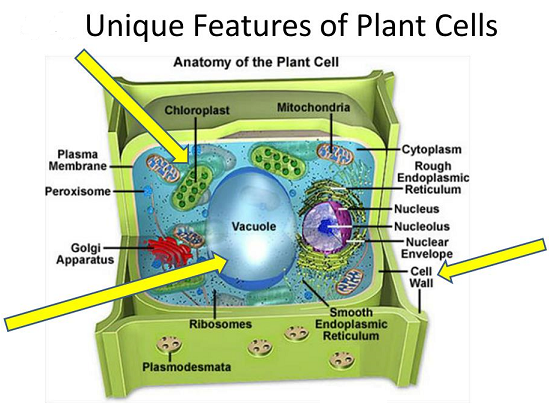 Unique Features of Plant Cells
Anatomy of the Plant Cell
Chloroplast
Mitochondria
Plasma
Membrane
Cytoplasm
Rough
Endoplasmic
Reticulum
Peroxisome
Nucleus
Vacuole
Nucleolus
Golgi
Apparatus
Nuclear
Envelope
Cell
Wall
Ribosomes
Smooth
Endoplasmic
Reticulum
Plasmodesmata